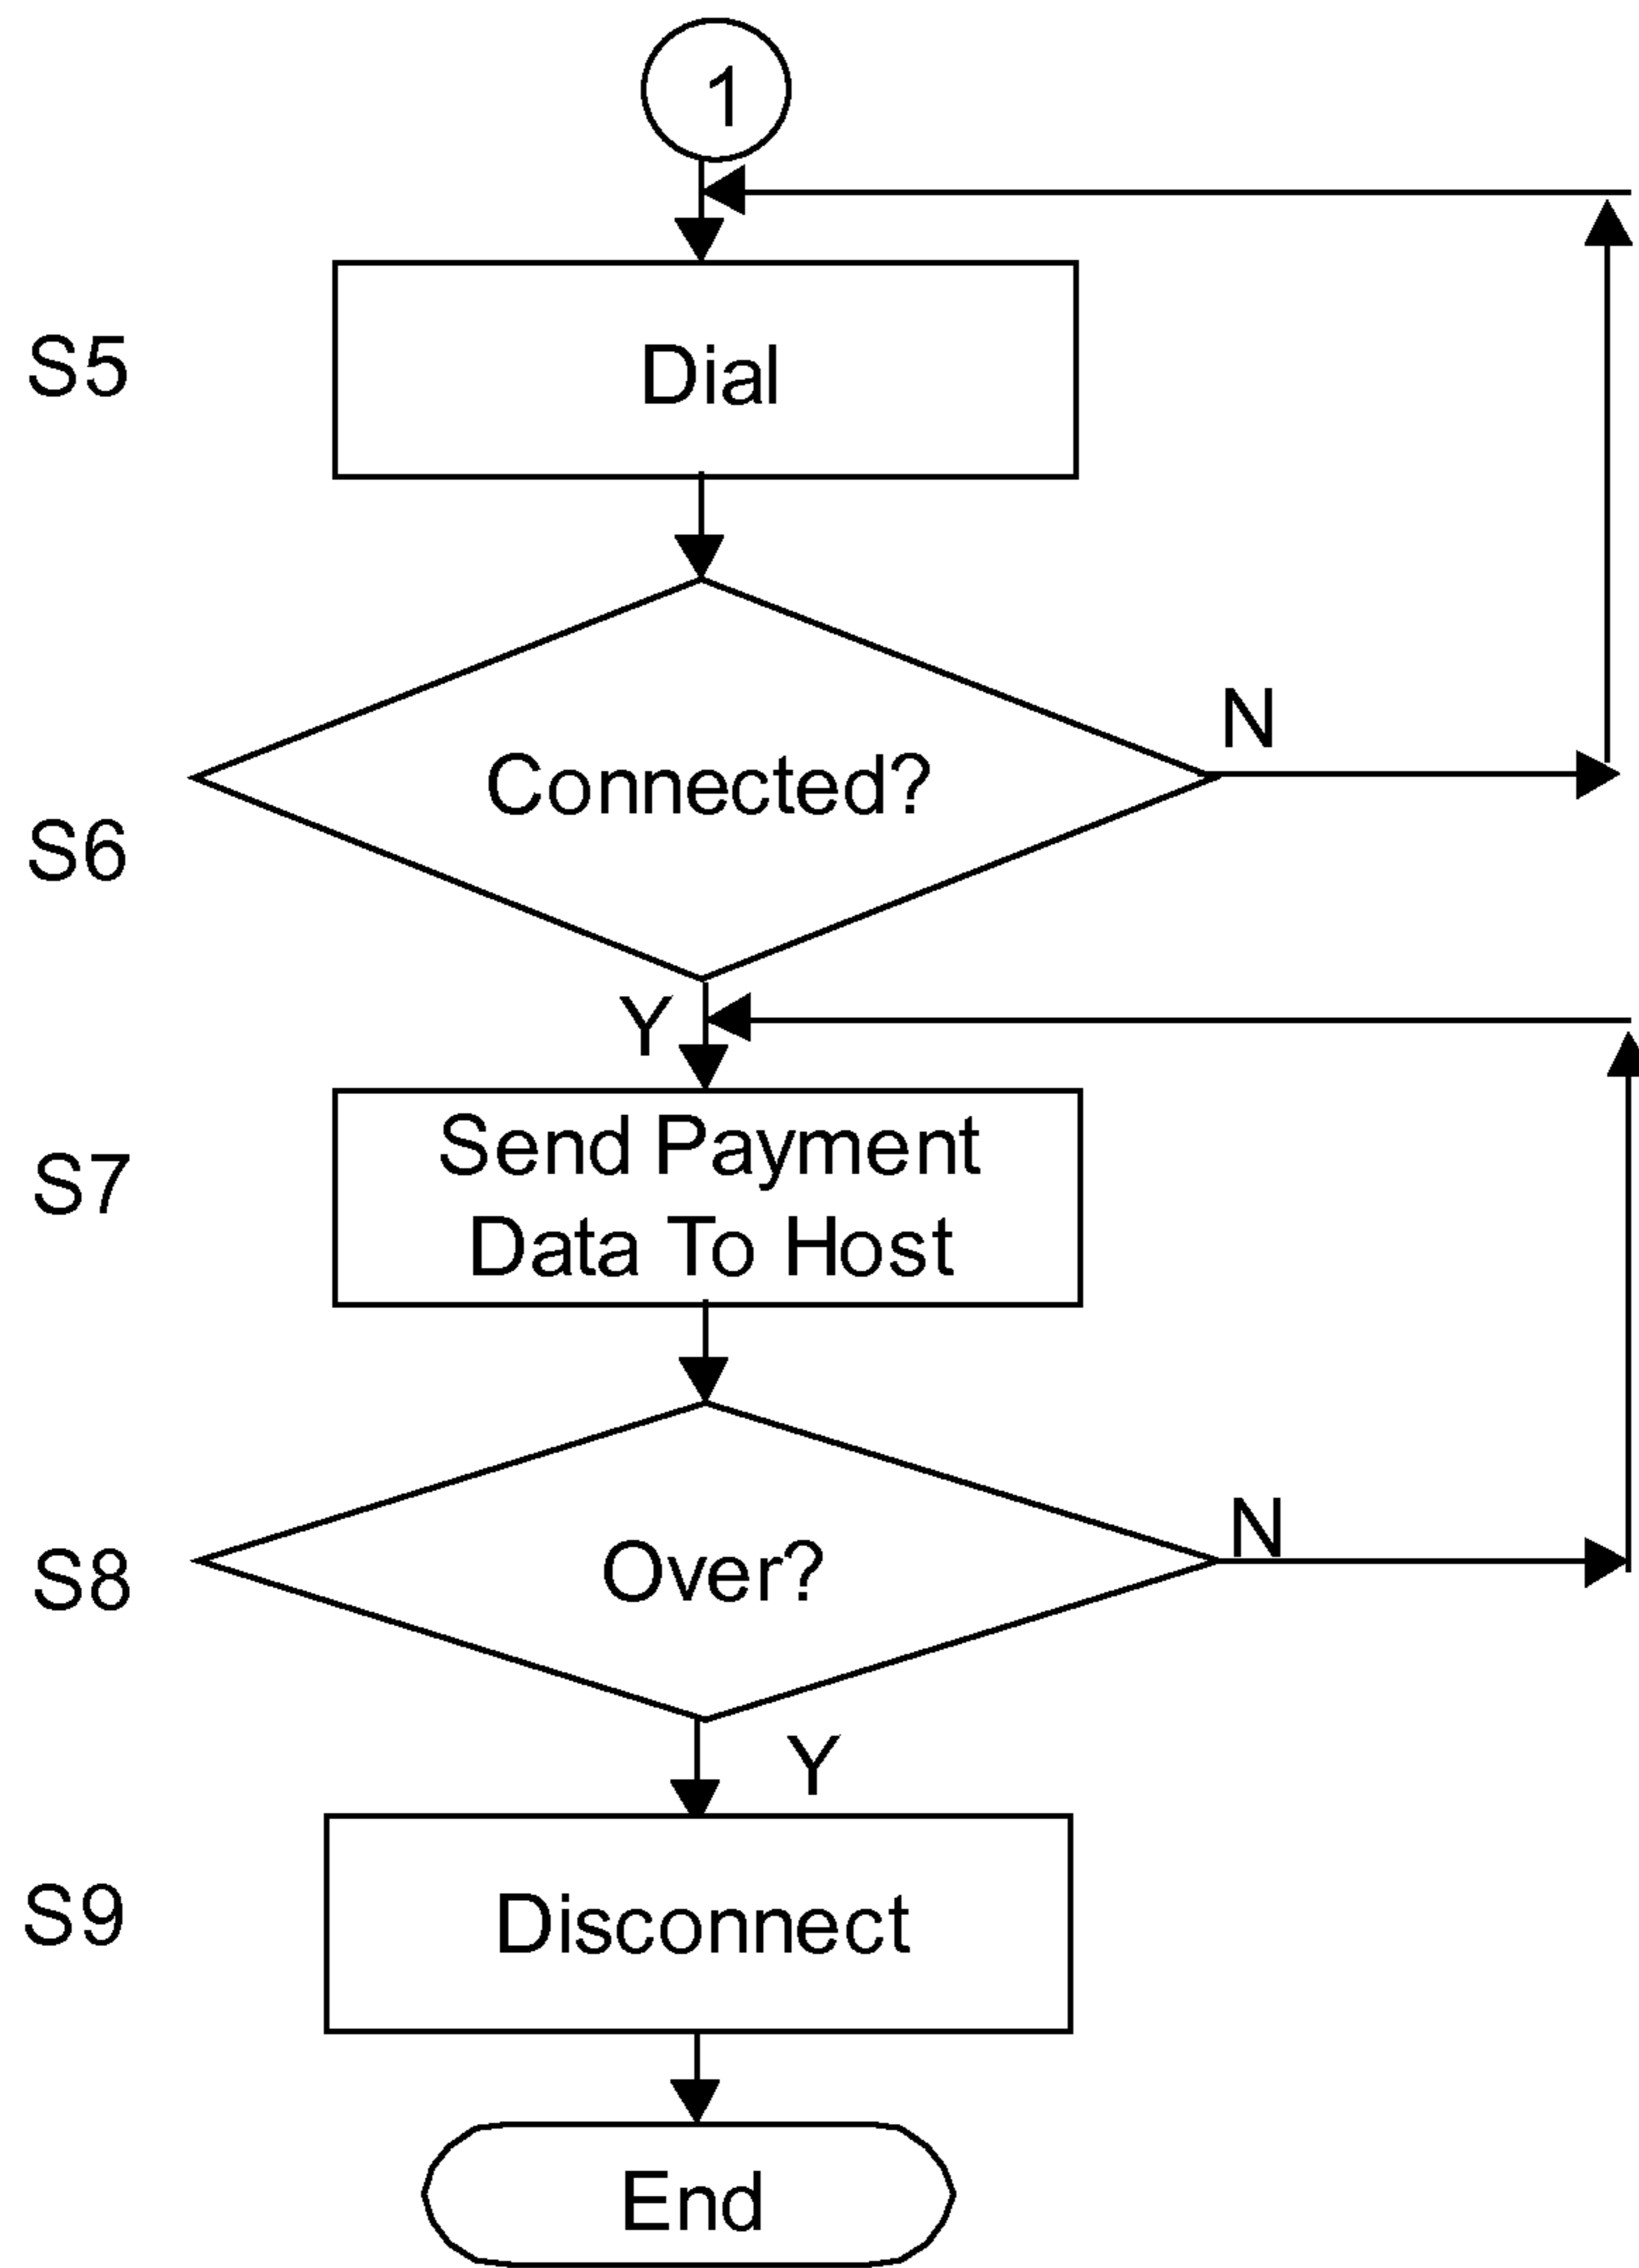 1
S5
Dial
N
Connected?
S6
Y
S7
Send Payment
Data To Host
N
Over?
S8
Y
S9
Disconnect
End